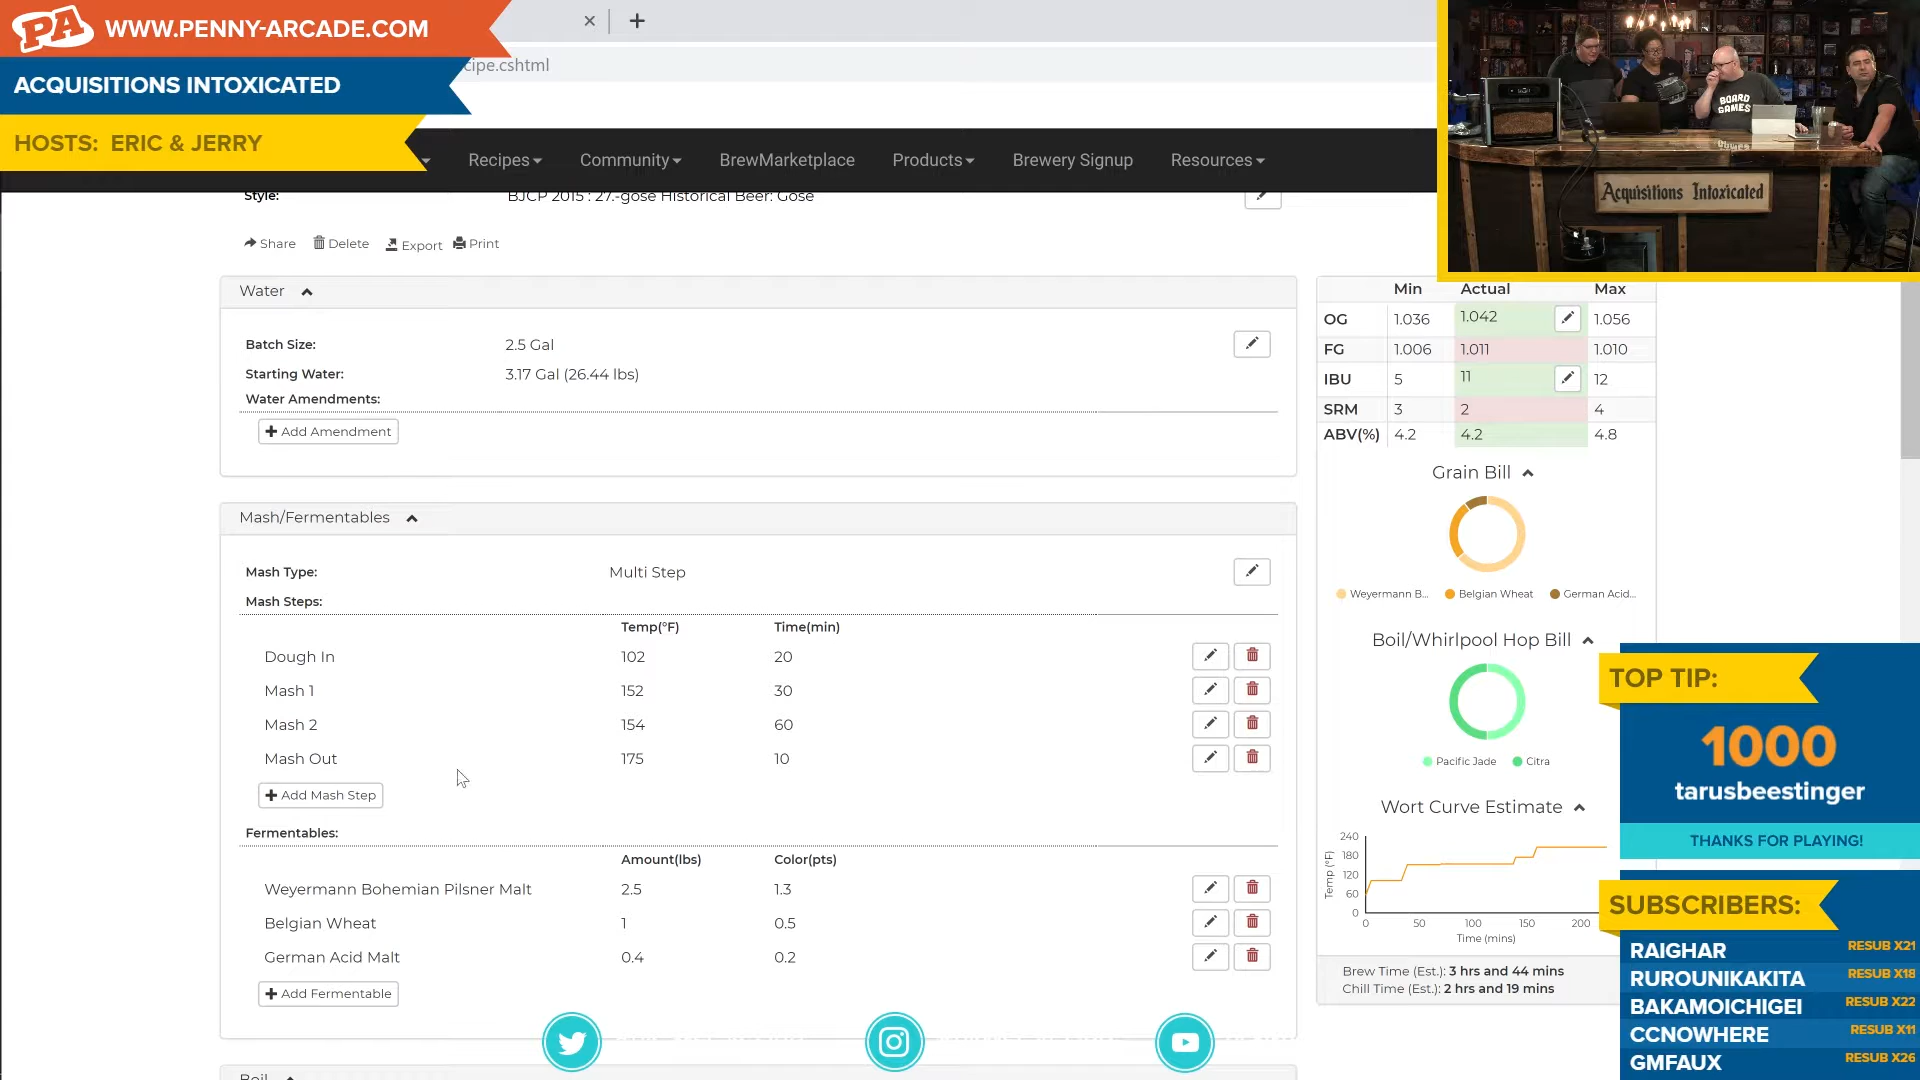 PA WWW.PENNY-ARCADE.COM
ACQUISITIONS INTOXICATED
HOSTS: ERIC & JERRY
cipe.cshtml
Recipes Community BrewMarketplace Products Brewery Signup Resources
BOARD
GAMES
Acquisitions Intoxicated
Style: BJCP 2015 : 27.-gose Historical Beer: Gose
Share Delete Export Print
Water
Batch Size: 2.5 Gal
Starting Water: 3.17 Gal (26.44 lbs)
Water Amendments:
Add Amendment
Mash/Fermentables
Mash Type: Multi Step
Mash Steps:
Temp(°F) Time(min)
Dough In 102 20
Mash 1 152 30
Mash 2 154 60
Mash Out 175 10
Add Mash Step
Fermentables:
Amount(lbs) Color(pts)
Weyermann Bohemian Pilsner Malt 2.5 1.3
Belgian Wheat 1 0.5
German Acid Malt 0.4 0.2
Add Fermentable
Boil
Min Actual Max
OG 1.036 1.042 1.056
FG 1.006 1.011 1.010
IBU 5 11 12
SRM 3 2 4
ABV(%) 4.2 4.2 4.8
Grain Bill
Weyermann B... Belgian Wheat German Acid...
Boil/Whirlpool Hop Bill
Pacific Jade Citra
Wort Curve Estimate
Temp (°F)
240
180
120
60
0
0 50 100 150 200
Time (mins)
Brew Time (Est.): 3 hrs and 44 mins
Chill Time (Est.): 2 hrs and 19 mins
TOP TIP:
1000
tarusbeestinger
THANKS FOR PLAYING!
SUBSCRIBERS:
RAIGHAR RESUB X21
RUROUNIKAKITA RESUB X18
BAKAMOICHIGEI RESUB X22
CCNOWHERE RESUB X11
GMFAUX RESUB X26